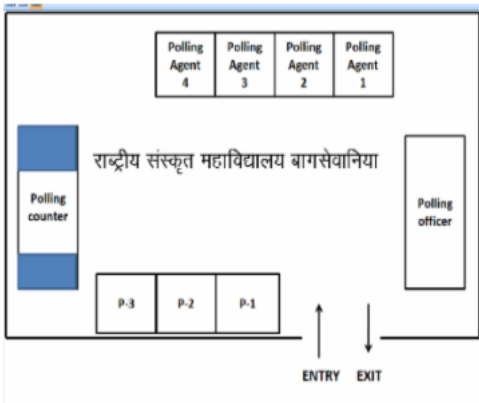 Polling
Agent
4
Polling
Agent
3
Polling
Agent
2
Polling
Agent
1
राष्ट्रीय संस्कृत महाविद्यालय बागसेवानिया
Polling
counter
Polling
officer
P-3
P-2
P-1
ENTRY
EXIT